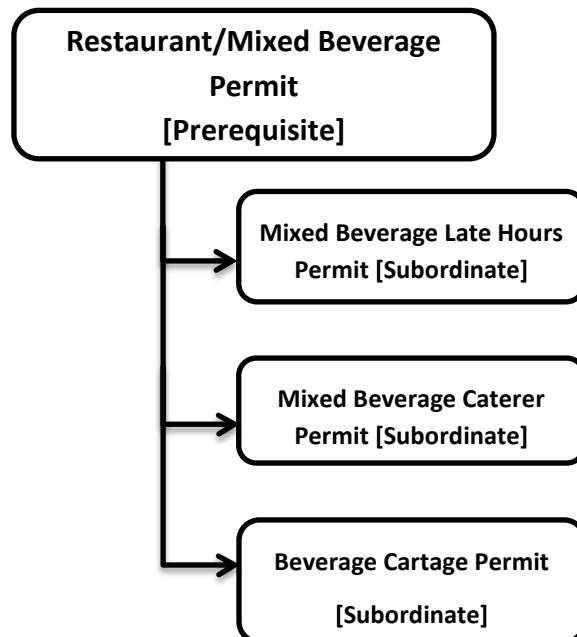 Restaurant/Mixed Beverage
Permit
[Prerequisite]
Mixed Beverage Late Hours
Permit [Subordinate]
Mixed Beverage Caterer
Permit [Subordinate]
Beverage Cartage Permit
[Subordinate]